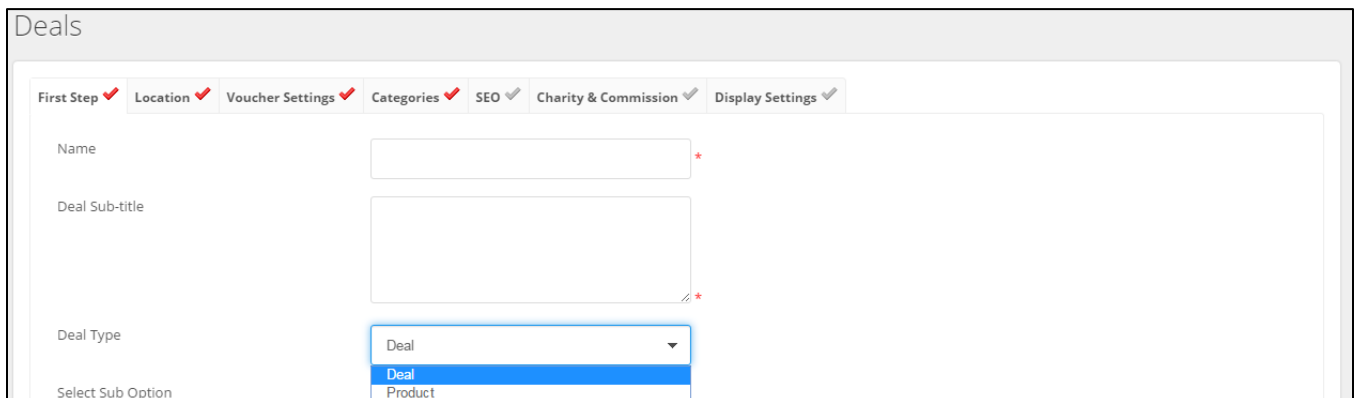 Deals
First Step Location Voucher Settings Categories SEO Charity & Commission Display Settings
Name *
Deal Sub-title *
Deal Type Deal
Deal
Select Sub Option Product